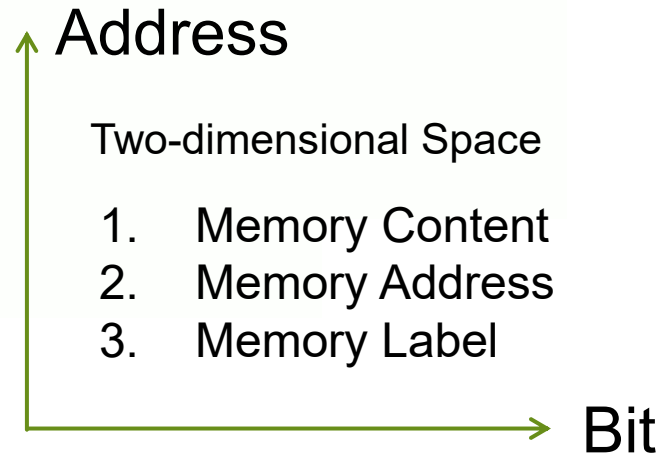 Address
Two-dimensional Space
1. Memory Content
2. Memory Address
3. Memory Label
Bit